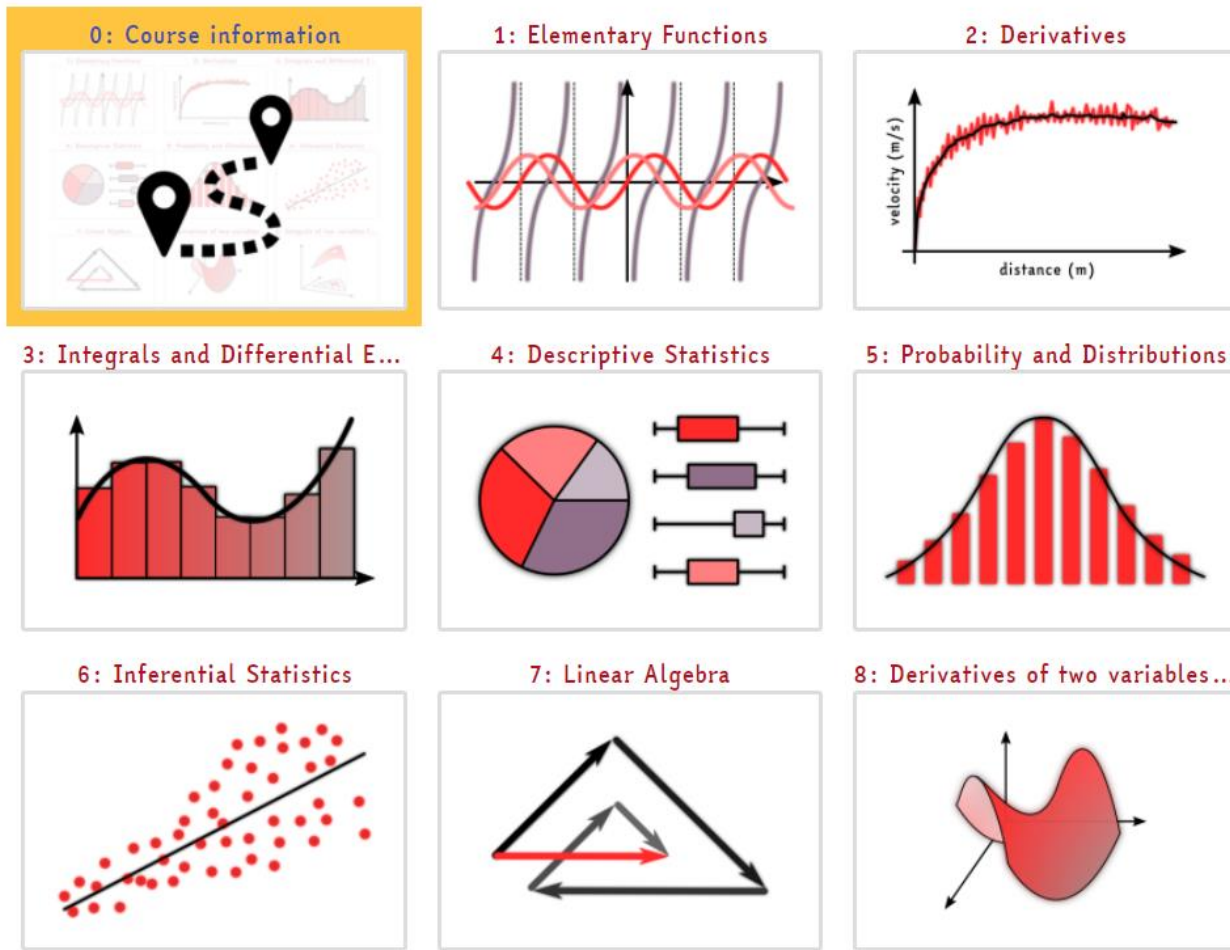 0: Course information
1: Elementary Functions
2: Derivatives
velocity (m/s)
distance (m)
3: Integrals and Differential E...
4: Descriptive Statistics
5: Probability and Distributions
6: Inferential Statistics
7: Linear Algebra
8: Derivatives of two variables...